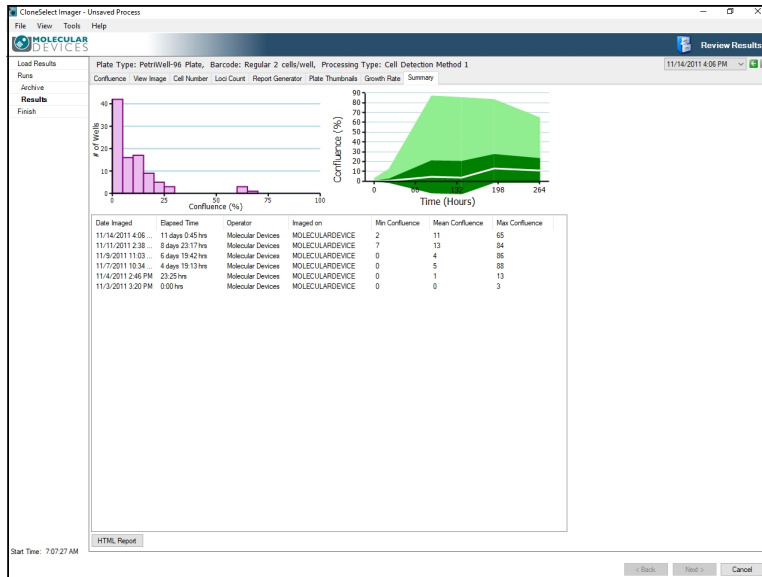 CloneSelect Imager - Unsaved Process
File View Tools Help
MOLECULAR
DEVICES
Review Results
Load Results
Runs
Archive
Results
Finish
Plate Type: PetriWell-96 Plate, Barcode: Regular 2 cells/well, Processing Type: Cell Detection Method 1
11/14/2011 4:06 PM
Confluence View Image Cell Number Loci Count Report Generator Plate Thumbnails Growth Rate Summary
# of Wells
40
30
20
10
0
0 25 50 75 100
Confluence (%)
Confluence (%)
90
80
70
60
50
40
30
20
10
0
0 66 132 198 264
Time (Hours)
Date Imaged Elapsed Time Operator Imaged on Min Confluence Mean Confluence Max Confluence
11/14/2011 4:06 ... 11 days 0:45 hrs Molecular Devices MOLECULARDEVICE 2 11 65
11/11/2011 2:38 ... 8 days 23:17 hrs Molecular Devices MOLECULARDEVICE 7 13 84
11/9/2011 11:03 ... 6 days 19:42 hrs Molecular Devices MOLECULARDEVICE 0 4 86
11/7/2011 10:34 ... 4 days 19:13 hrs Molecular Devices MOLECULARDEVICE 0 5 88
11/4/2011 2:46 PM 23:25 hrs Molecular Devices MOLECULARDEVICE 0 1 13
11/3/2011 3:20 PM 0:00 hrs Molecular Devices MOLECULARDEVICE 0 0 3
HTML Report
Start Time: 7:07:27 AM
< Back Next > Cancel